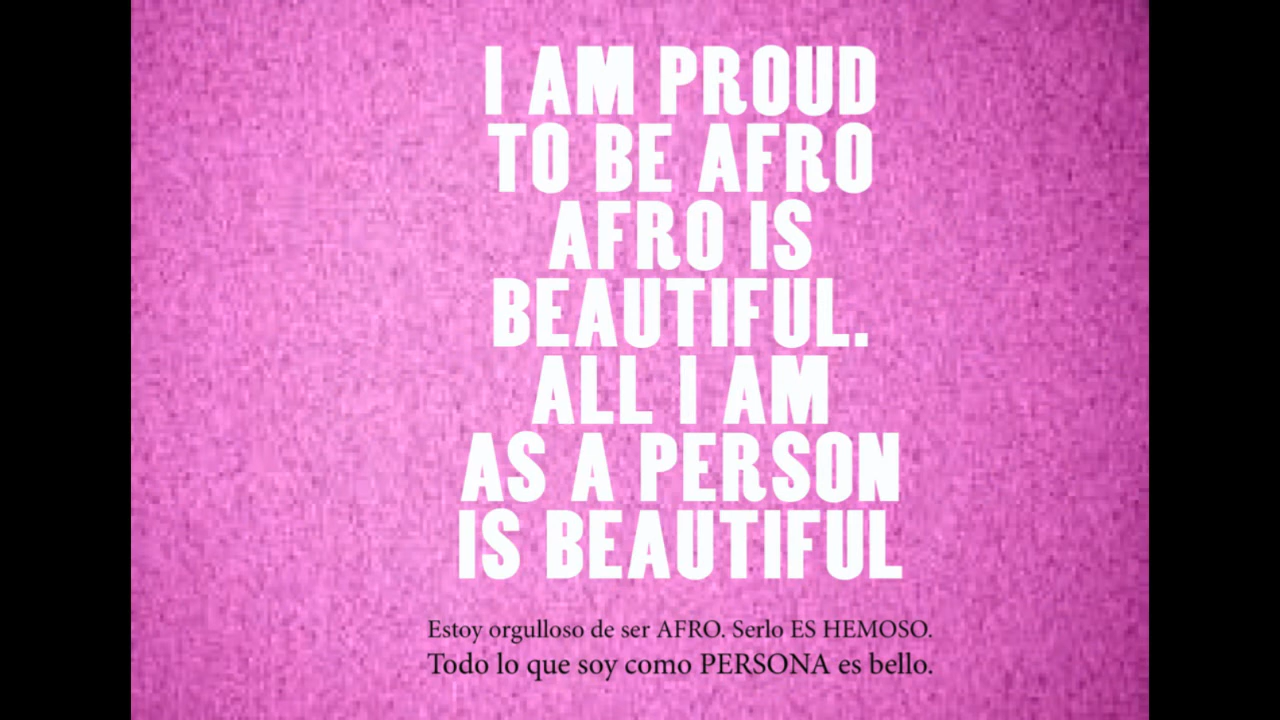 I AM PROUD
TO BE AFRO
AFRO IS
BEAUTIFUL.
ALL I AM
AS A PERSON
IS BEAUTIFUL
Estoy orgulloso de ser AFRO. Serlo ES HEMOSO.
Todo lo que soy como PERSONA es bello.